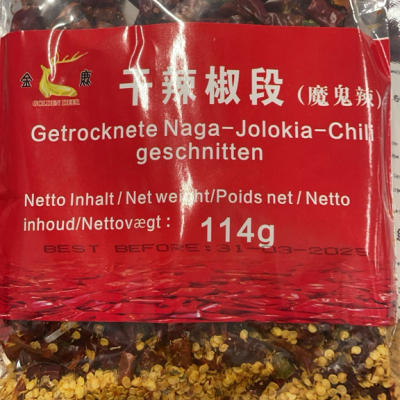 金鹿
GOLDEN DEER
干辣椒段(魔鬼辣)
Getrocknete Naga-Jolokia-Chili
geschnitten
Netto Inhalt / Net weight/Poids net / Netto
inhoud/Nettovægt: 114g
BEST BEFORE:31-03-2025